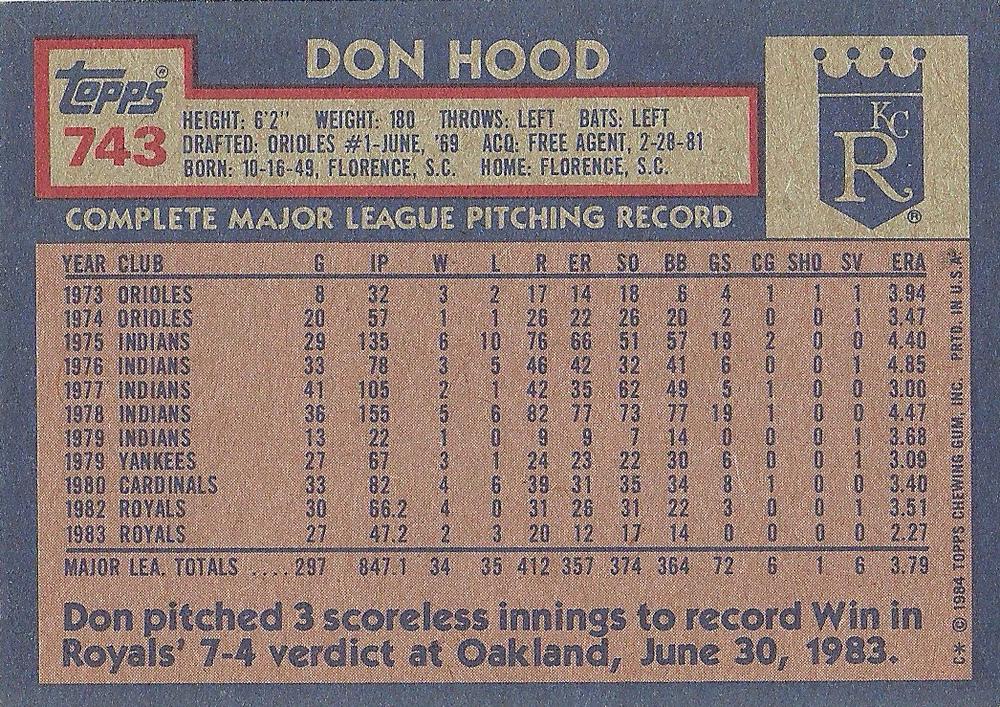 DON HOOD
topps®
743
HEIGHT: 6'2" WEIGHT: 180 THROWS: LEFT BATS: LEFT
DRAFTED: ORIOLES #1-JUNE, '69 ACQ: FREE AGENT, 2-28-81
BORN: 10-16-49, FLORENCE, S.C. HOME: FLORENCE, S.C.
KC
R
®
COMPLETE MAJOR LEAGUE PITCHING RECORD
YEAR CLUB G IP W L R ER SO BB GS CG SHO SV ERA
1973 ORIOLES 8 32 3 2 17 14 18 6 4 1 1 1 3.94
1974 ORIOLES 20 57 1 1 26 22 26 20 2 0 0 1 3.47
1975 INDIANS 29 135 6 10 76 66 51 57 19 2 0 0 4.40
1976 INDIANS 33 78 3 5 46 42 32 41 6 0 0 1 4.85
1977 INDIANS 41 105 2 1 42 35 62 49 5 1 0 0 3.00
1978 INDIANS 36 155 5 6 82 77 73 77 19 1 0 0 4.47
1979 INDIANS 13 22 1 0 9 9 7 14 0 0 0 1 3.68
1979 YANKEES 27 67 3 1 24 23 22 30 6 0 0 1 3.09
1980 CARDINALS 33 82 4 6 39 31 35 34 8 1 0 0 3.40
1982 ROYALS 30 66.2 4 0 31 26 31 22 3 0 0 1 3.51
1983 ROYALS 27 47.2 2 3 20 12 17 14 0 0 0 0 2.27
MAJOR LEA. TOTALS ....297 847.1 34 35 412 357 374 364 72 6 1 6 3.79
Don pitched 3 scoreless innings to record Win in
Royals' 7-4 verdict at Oakland, June 30, 1983.
C* © 1984 TOPPS CHEWING GUM, INC. PRTD. IN U.S.A.